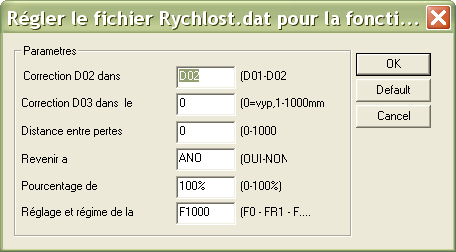 Régler le fichier Rychlost.dat pour la foncti...
Parametres
Correction D02 dans D02 (D01-D02
OK
Correction D03 dans le 0 (0=vyp,1-1000mm
Default
Distance entre pertes 0 (0-1000
Cancel
Revenir a ANO (OUI-NON
Pourcentage de 100% (0-100%)
Réglage et régime de la F1000 (F0 - FR1 - F....